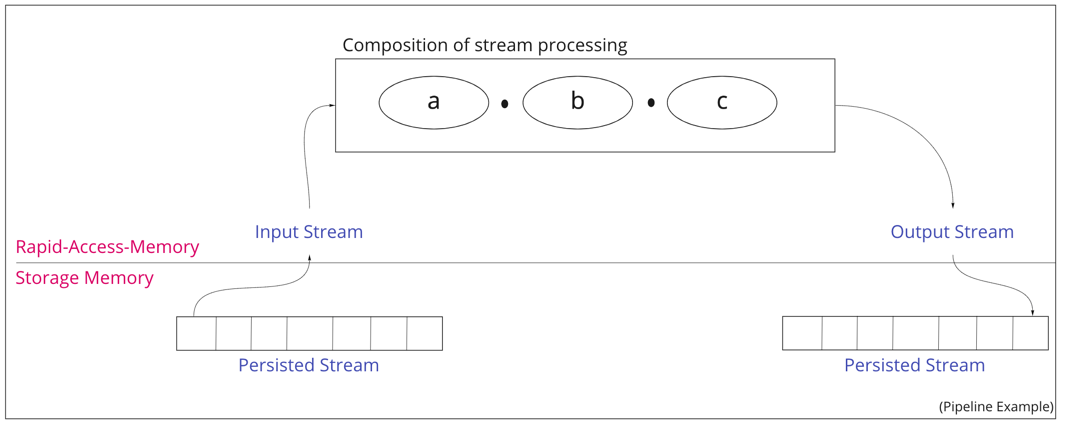 Composition of stream processing
a • b • c
Input Stream
Output Stream
Rapid-Access-Memory
Storage Memory
Persisted Stream
Persisted Stream
(Pipeline Example)